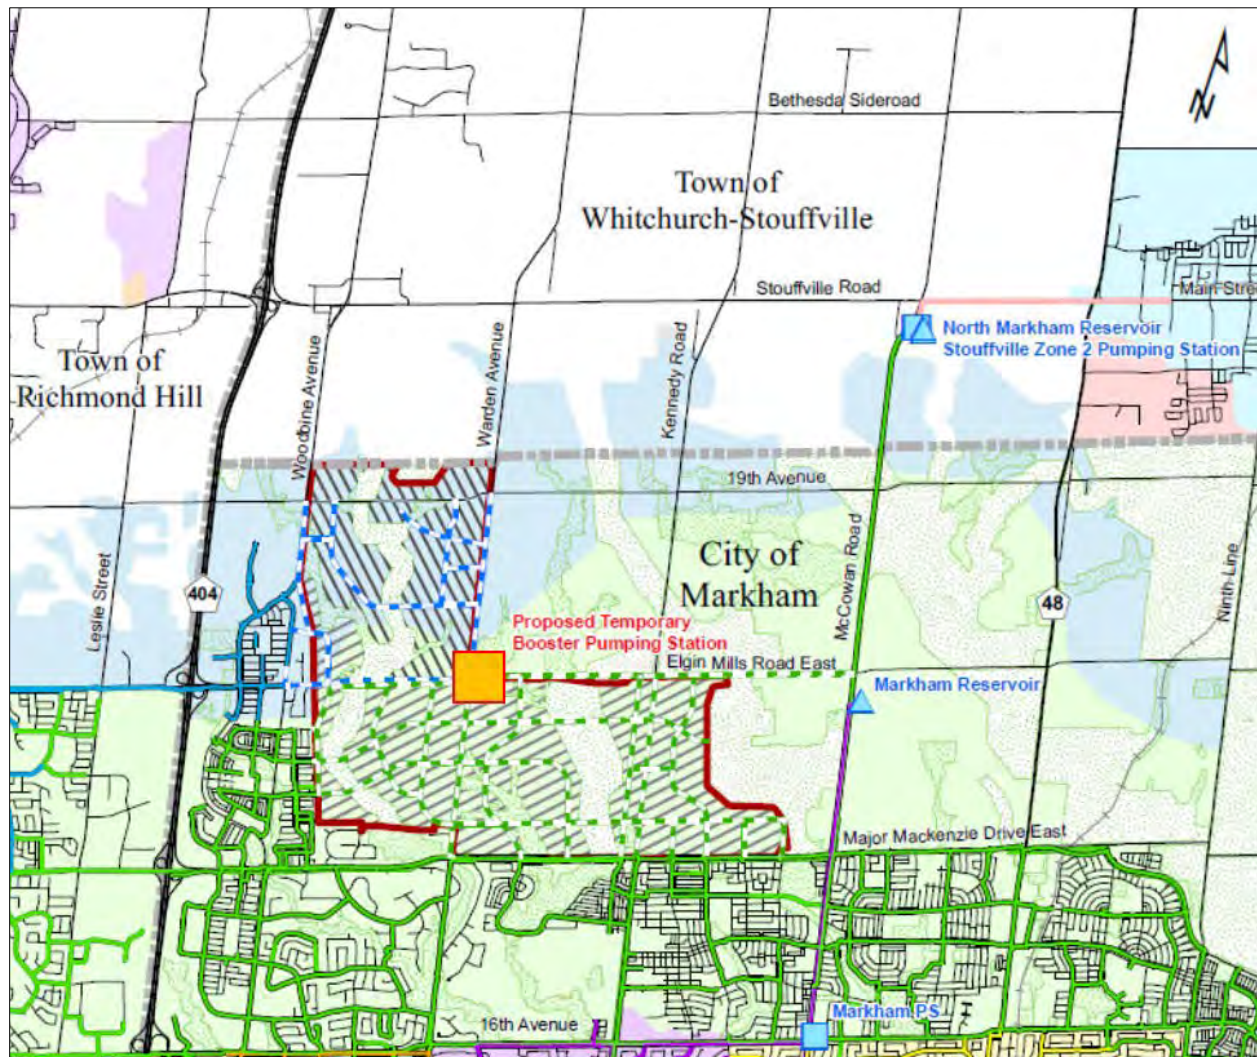 Bethesda Sideroad
N
Town of
Whitchurch-Stouffville
Stouffville Road
Main Stree
North Markham Reservoir
Stouffville Zone 2 Pumping Station
Town of
Richmond Hill
Woodbine Avenue
Warden Avenue
Kennedy Road
19th Avenue
Leslie Street
404
City of
Markham
McCowan Road
48
Ninth Line
Proposed Temporary
Booster Pumping Station
Elgin Mills Road East
Markham Reservoir
Major Mackenzie Drive East
16th Avenue
Markham PS